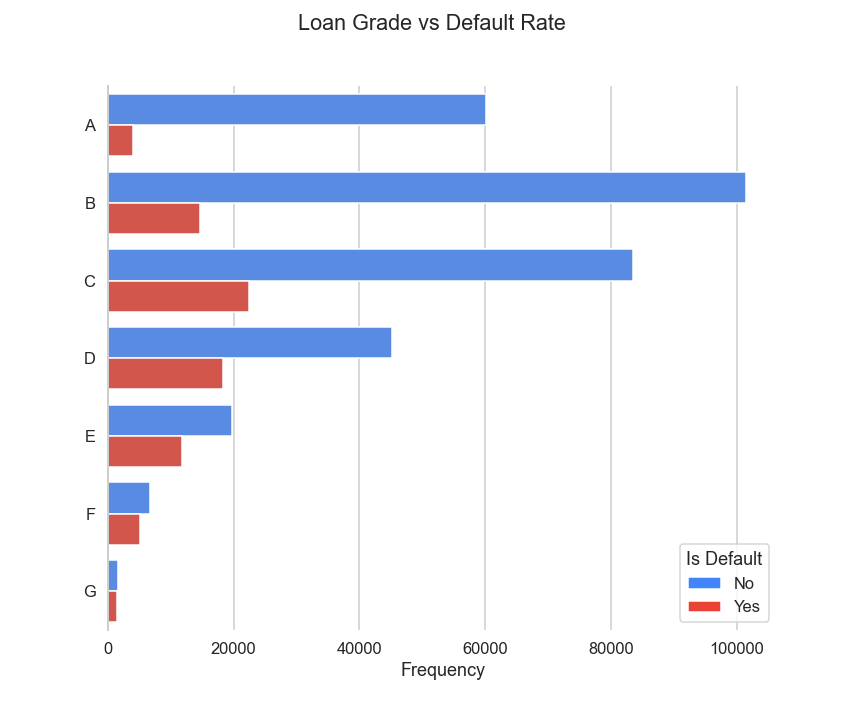 Loan Grade vs Default Rate
A
B
C
D
E
F
G
Is Default
No
Yes
0 20000 40000 60000 80000 100000
Frequency